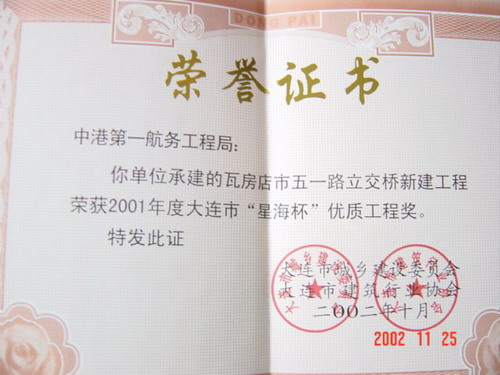 DONG PAI
荣誉证书
中港第一航务工程局:
你单位承建的瓦房店市五一路立交桥新建工程
荣获2001年度大连市“星海杯”优质工程奖。
特发此证
大连市城乡建设委员会
大连市建筑行业协会
二〇〇二年十月
2002 11 25